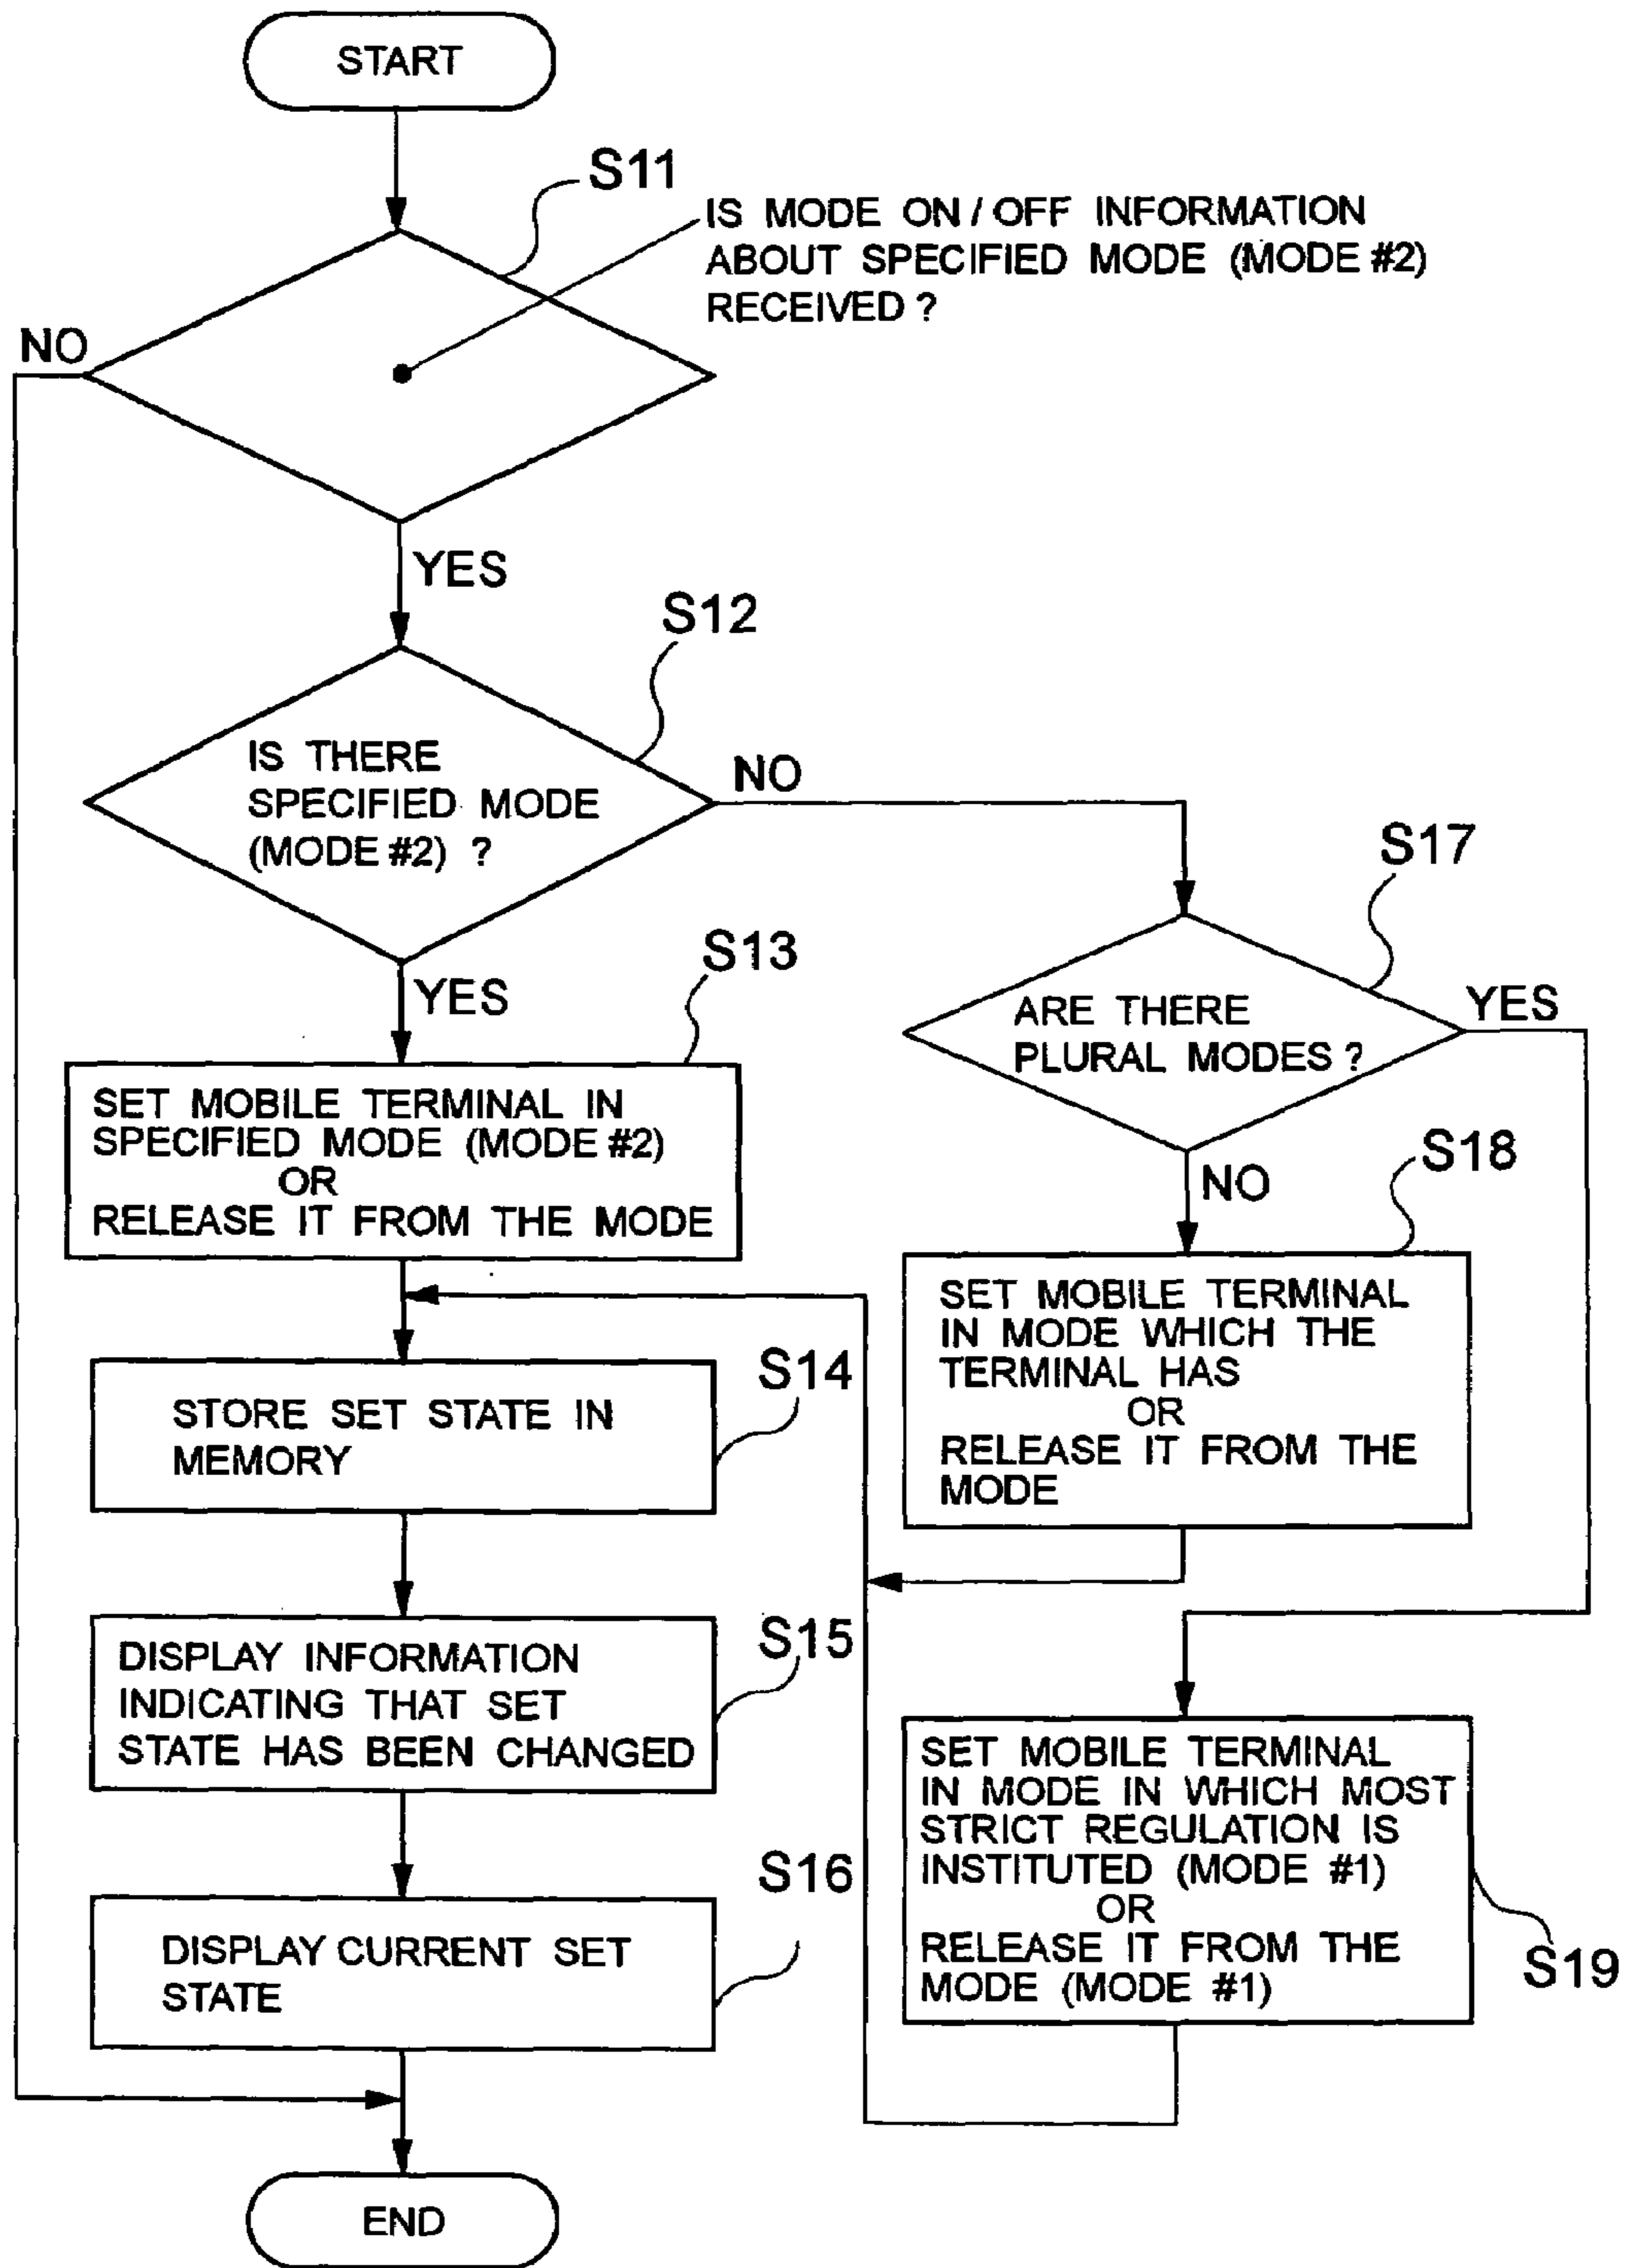 START
S11
IS MODE ON / OFF INFORMATION
ABOUT SPECIFIED MODE (MODE #2)
RECEIVED ?
NO
YES
S12
IS THERE
SPECIFIED MODE
(MODE #2) ?
NO
YES
S13
SET MOBILE TERMINAL IN
SPECIFIED MODE (MODE #2)
OR
RELEASE IT FROM THE MODE
S14
STORE SET STATE IN
MEMORY
S15
DISPLAY INFORMATION
INDICATING THAT SET
STATE HAS BEEN CHANGED
S16
DISPLAY CURRENT SET
STATE
S17
ARE THERE
PLURAL MODES ?
YES
NO
S18
SET MOBILE TERMINAL
IN MODE WHICH THE
TERMINAL HAS
OR
RELEASE IT FROM THE
MODE
SET MOBILE TERMINAL
IN MODE IN WHICH MOST
STRICT REGULATION IS
INSTITUTED (MODE #1)
OR
RELEASE IT FROM THE
MODE (MODE #1)
S19
END